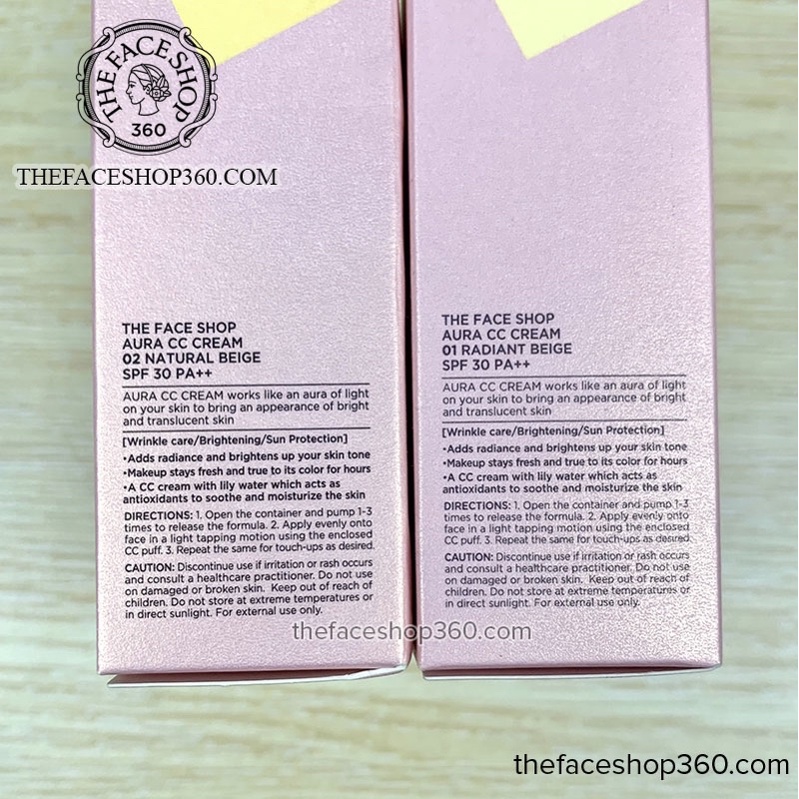 THE FACE SHOP
360
THEFACESHOP360.COM
THE FACE SHOP
AURA CC CREAM
02 NATURAL BEIGE
SPF 30 PA++
AURA CC CREAM works like an aura of light
on your skin to bring an appearance of bright
and translucent skin
[Wrinkle care/Brightening/Sun Protection]
•Adds radiance and brightens up your skin tone
•Makeup stays fresh and true to its color for hours
•A CC cream with lily water which acts as
antioxidants to soothe and moisturize the skin
DIRECTIONS: 1. Open the container and pump 1-3
times to release the formula. 2. Apply evenly onto
face in a light tapping motion using the enclosed
CC puff. 3. Repeat the same for touch-ups as desired.
CAUTION: Discontinue use if irritation or rash occurs
and consult a healthcare practitioner. Do not use
on damaged or broken skin. Keep out of reach of
children. Do not store at extreme temperatures or
in direct sunlight. For external use only.
THE FACE SHOP
AURA CC CREAM
01 RADIANT BEIGE
SPF 30 PA++
AURA CC CREAM works like an aura of light
on your skin to bring an appearance of bright
and translucent skin
[Wrinkle care/Brightening/Sun Protection]
•Adds radiance and brightens up your skin tone
•Makeup stays fresh and true to its color for hours
•A CC cream with lily water which acts as
antioxidants to soothe and moisturize the skin
DIRECTIONS: 1. Open the container and pump 1-3
times to release the formula. 2. Apply evenly onto
face in a light tapping motion using the enclosed
CC puff. 3. Repeat the same for touch-ups as desired.
CAUTION: Discontinue use if irritation or rash occurs
and consult a healthcare practitioner. Do not use
on damaged or broken skin. Keep out of reach of
children. Do not store at extreme temperatures or
in direct sunlight. For external use only.
thefaceshop360.com
thefaceshop360.com